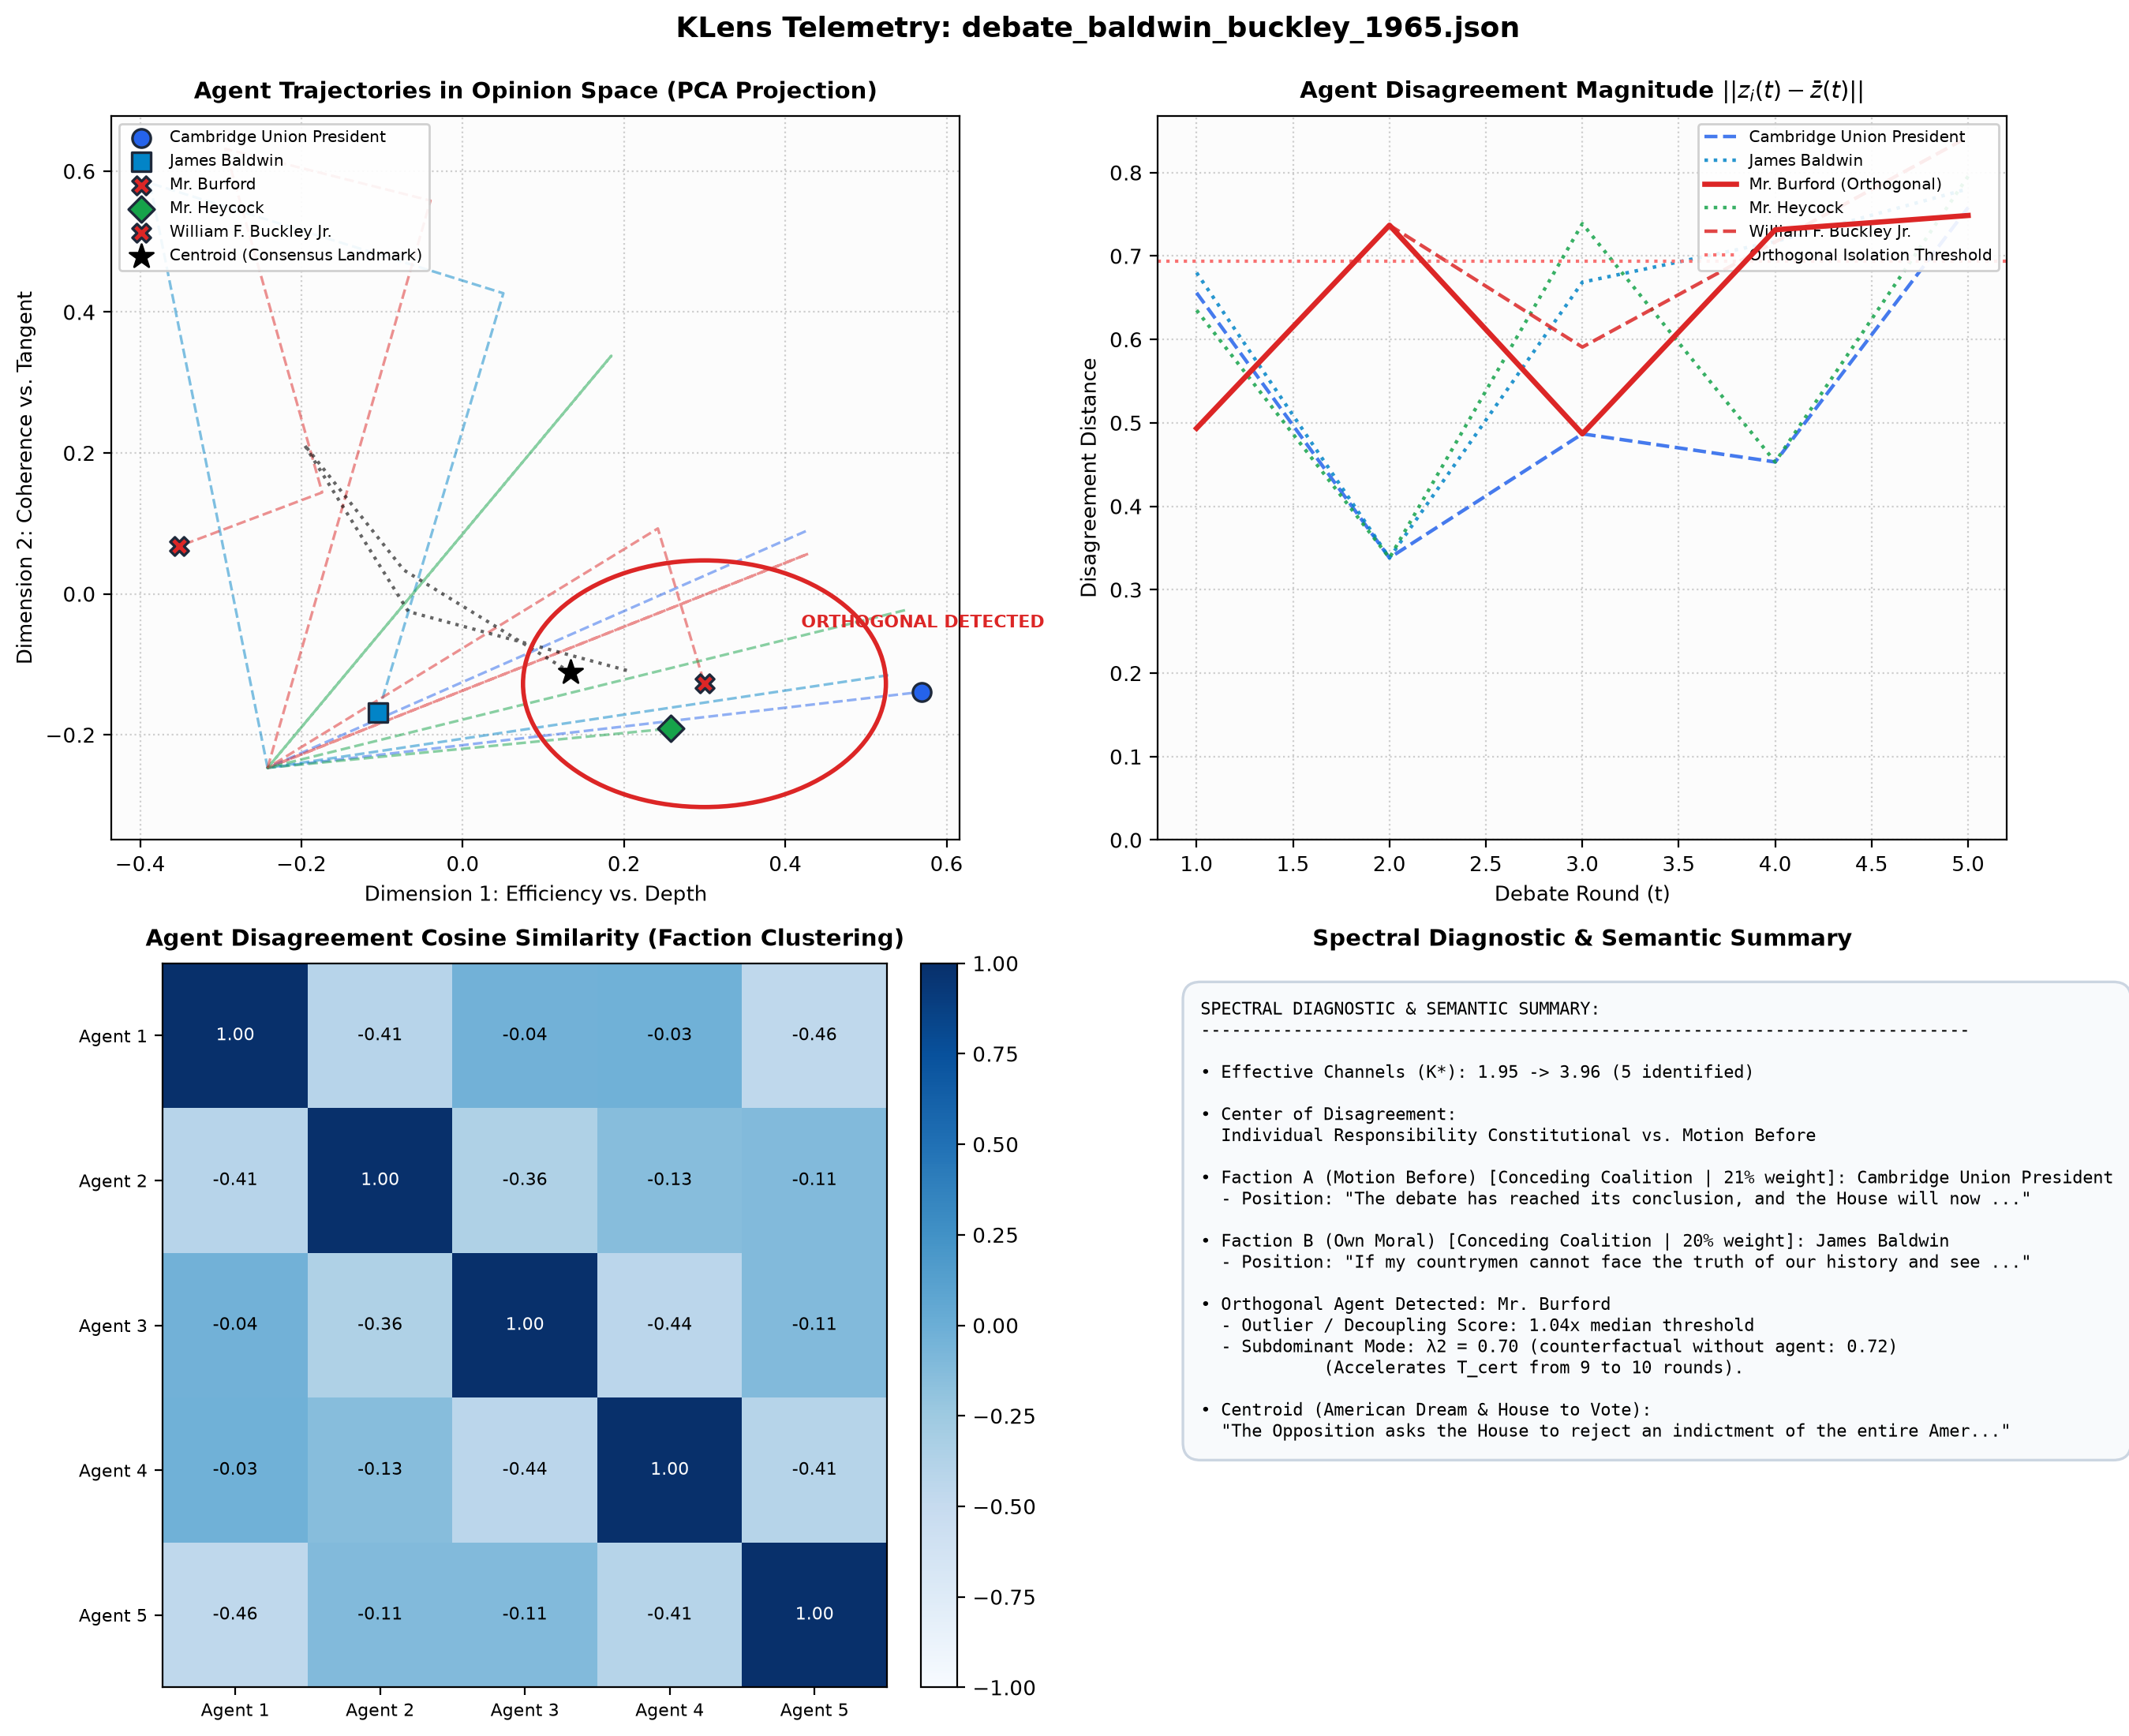 KLens Telemetry: debate_baldwin_buckley_1965.json
Agent Trajectories in Opinion Space (PCA Projection)
Cambridge Union President
James Baldwin
Mr. Burford
Mr. Heycock
William F. Buckley Jr.
Centroid (Consensus Landmark)
ORTHOGONAL DETECTED
Dimension 2: Coherence vs. Tangent
0.6
0.4
0.2
0.0
−0.2
−0.4
−0.2
0.0
0.2
0.4
0.6
Dimension 1: Efficiency vs. Depth
Agent Disagreement Magnitude ||z_i(t) − z̄(t)||
Cambridge Union President
James Baldwin
Mr. Burford (Orthogonal)
Mr. Heycock
William F. Buckley Jr.
Orthogonal Isolation Threshold
Disagreement Distance
0.8
0.7
0.6
0.5
0.4
0.3
0.2
0.1
0.0
1.0
1.5
2.0
2.5
3.0
3.5
4.0
4.5
5.0
Debate Round (t)
Agent Disagreement Cosine Similarity (Faction Clustering)
Agent 1
1.00 -0.41 -0.04 -0.03 -0.46
Agent 2
-0.41 1.00 -0.36 -0.13 -0.11
Agent 3
-0.04 -0.36 1.00 -0.44 -0.11
Agent 4
-0.03 -0.13 -0.44 1.00 -0.41
Agent 5
-0.46 -0.11 -0.11 -0.41 1.00
Agent 1
Agent 2
Agent 3
Agent 4
Agent 5
1.00
0.75
0.50
0.25
0.00
−0.25
−0.50
−0.75
−1.00
Spectral Diagnostic & Semantic Summary
SPECTRAL DIAGNOSTIC & SEMANTIC SUMMARY:
---------------------------------------------------------------------------
• Effective Channels (K*): 1.95 -> 3.96 (5 identified)
• Center of Disagreement:
Individual Responsibility Constitutional vs. Motion Before
• Faction A (Motion Before) [Conceding Coalition | 21% weight]: Cambridge Union President
- Position: "The debate has reached its conclusion, and the House will now ..."
• Faction B (Own Moral) [Conceding Coalition | 20% weight]: James Baldwin
- Position: "If my countrymen cannot face the truth of our history and see ..."
• Orthogonal Agent Detected: Mr. Burford
- Outlier / Decoupling Score: 1.04x median threshold
- Subdominant Mode: λ2 = 0.70 (counterfactual without agent: 0.72)
(Accelerates T_cert from 9 to 10 rounds).
• Centroid (American Dream & House to Vote):
"The Opposition asks the House to reject an indictment of the entire Amer..."